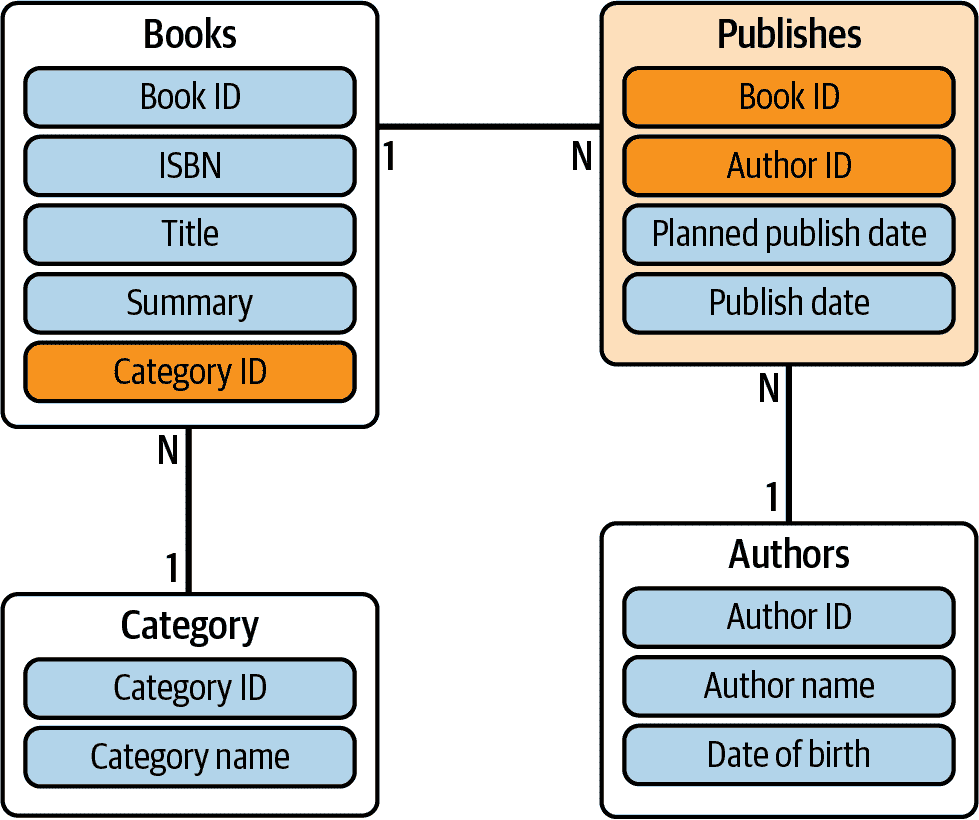 Books
Book ID
ISBN
Title
Summary
Category ID
1
N
Publishes
Book ID
Author ID
Planned publish date
Publish date
N
1
Category
Category ID
Category name
N
1
Authors
Author ID
Author name
Date of birth